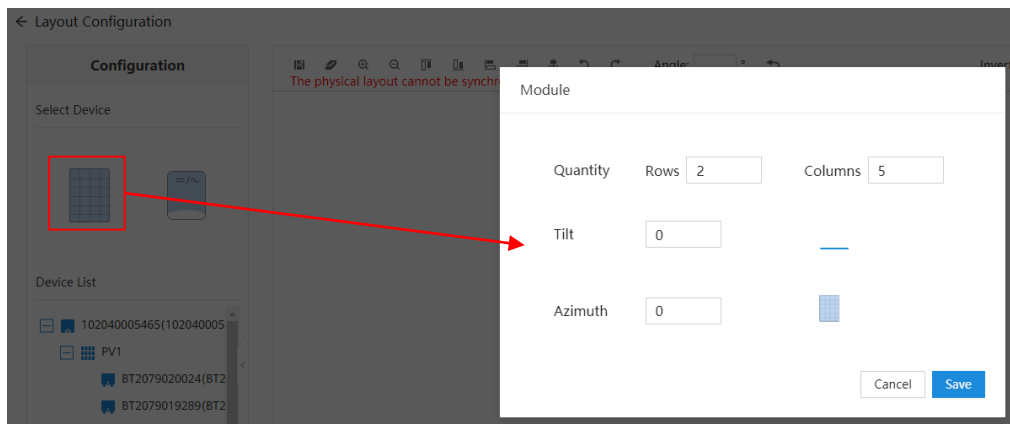 Layout Configuration
Configuration
Angle: °
The physical layout cannot be synchr
Select Device
Module
Quantity Rows 2 Columns 5
Tilt 0
Azimuth 0
Cancel Save
Device List
102040005465(102040005
PV1
BT2079020024(BT2
BT2079019289(BT2